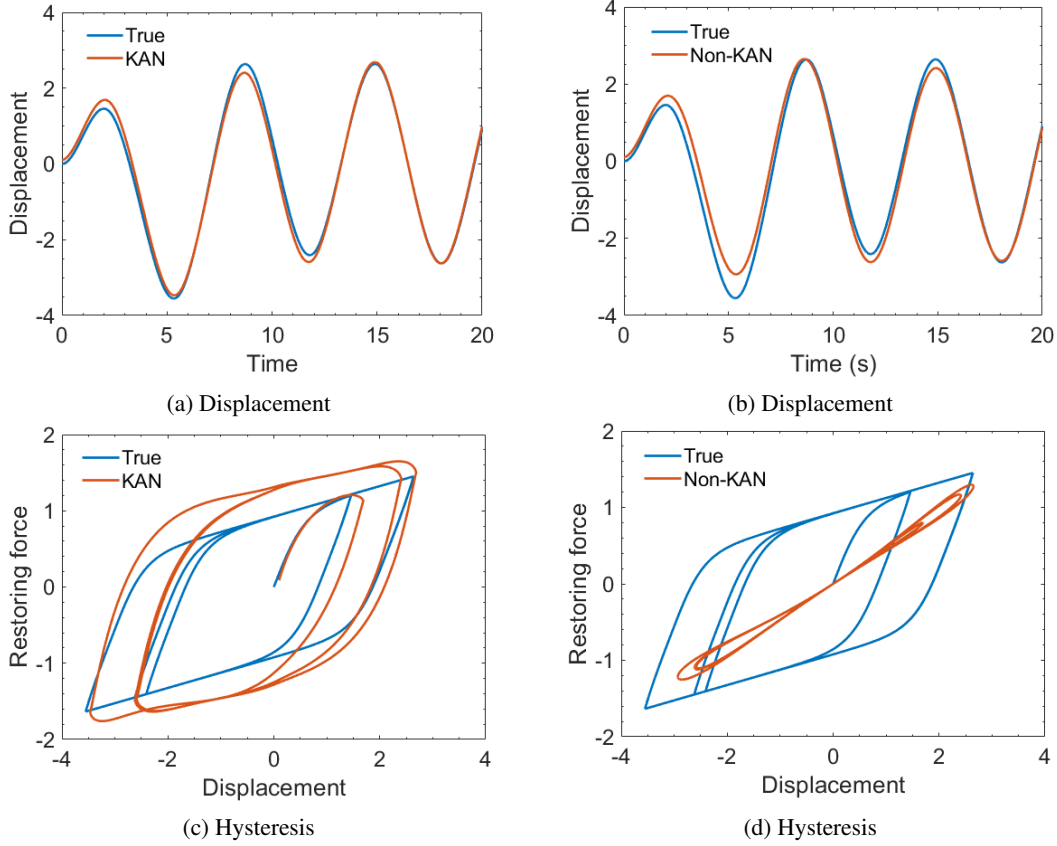 True
KAN
4
2
0
-2
-4
Displacement
0
5
10
15
20
Time
(a) Displacement
True
Non-KAN
4
2
0
-2
-4
Displacement
0
5
10
15
20
Time (s)
(b) Displacement
True
KAN
2
1
0
-1
-2
Restoring force
-4
-2
0
2
4
Displacement
(c) Hysteresis
True
Non-KAN
2
1
0
-1
-2
Restoring force
-4
-2
0
2
4
Displacement
(d) Hysteresis